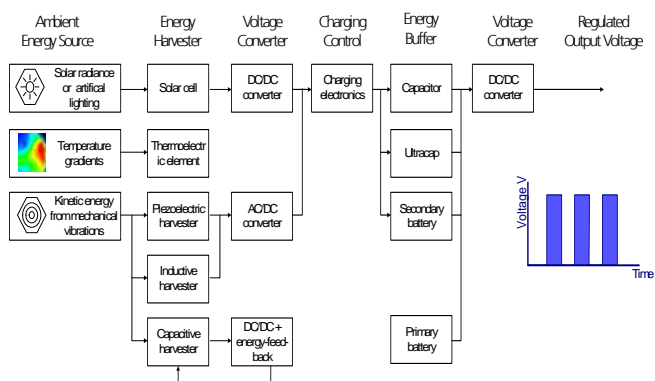 Ambient
Energy Source
Energy
Harvester
Voltage
Converter
Charging
Control
Energy
Buffer
Voltage
Converter
Regulated
Output Voltage
Solar radiance
or artifical
lighting
Solar cell
DC/DC
converter
Charging
electronics
Capacitor
DC/DC
converter
Temperature
gradients
Thermoelectr
ic element
Ultracap
Kinetic energy
from mechanical
vibrations
Piezoelectric
harvester
AC/DC
converter
Secondary
battery
Inductive
harvester
Capacitive
harvester
DC/DC +
energy-feed-
back
Primary
battery
Voltage V
Time